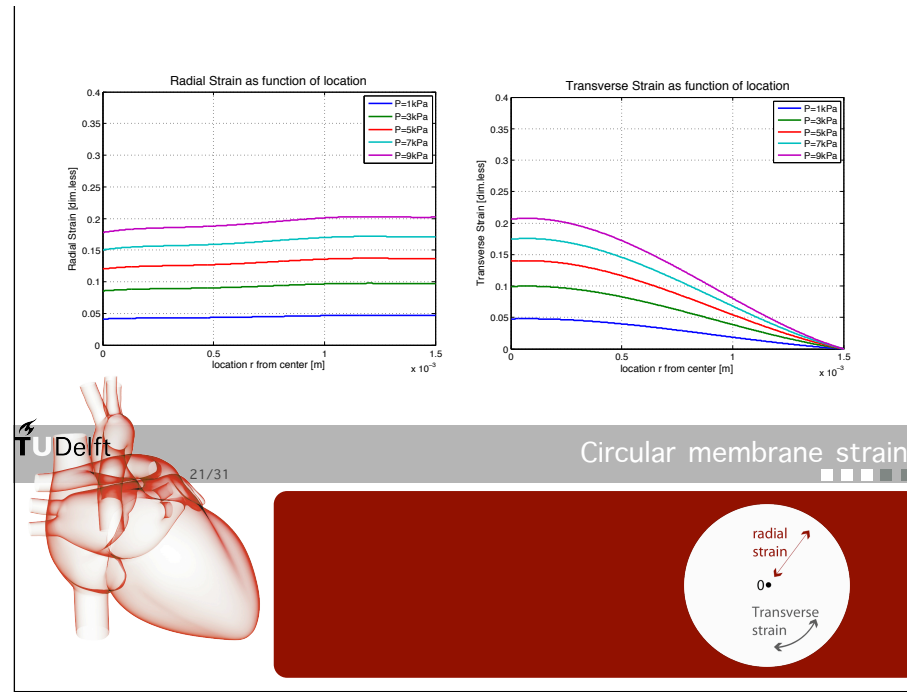 Radial Strain as function of location
Radial Strain [dim.less]
0.4
0.35
0.3
0.25
0.2
0.15
0.1
0.05
0
0
0.5
1
1.5
location r from center [m]
x 10⁻³
P=1kPa
P=3kPa
P=5kPa
P=7kPa
P=9kPa
Transverse Strain as function of location
Transverse Strain [dim.less]
0.4
0.35
0.3
0.25
0.2
0.15
0.1
0.05
0
0
0.5
1
1.5
location r from center [m]
x 10⁻³
P=1kPa
P=3kPa
P=5kPa
P=7kPa
P=9kPa
TUDelft
21/31
Circular membrane strain
radial
strain
0
Transverse
strain